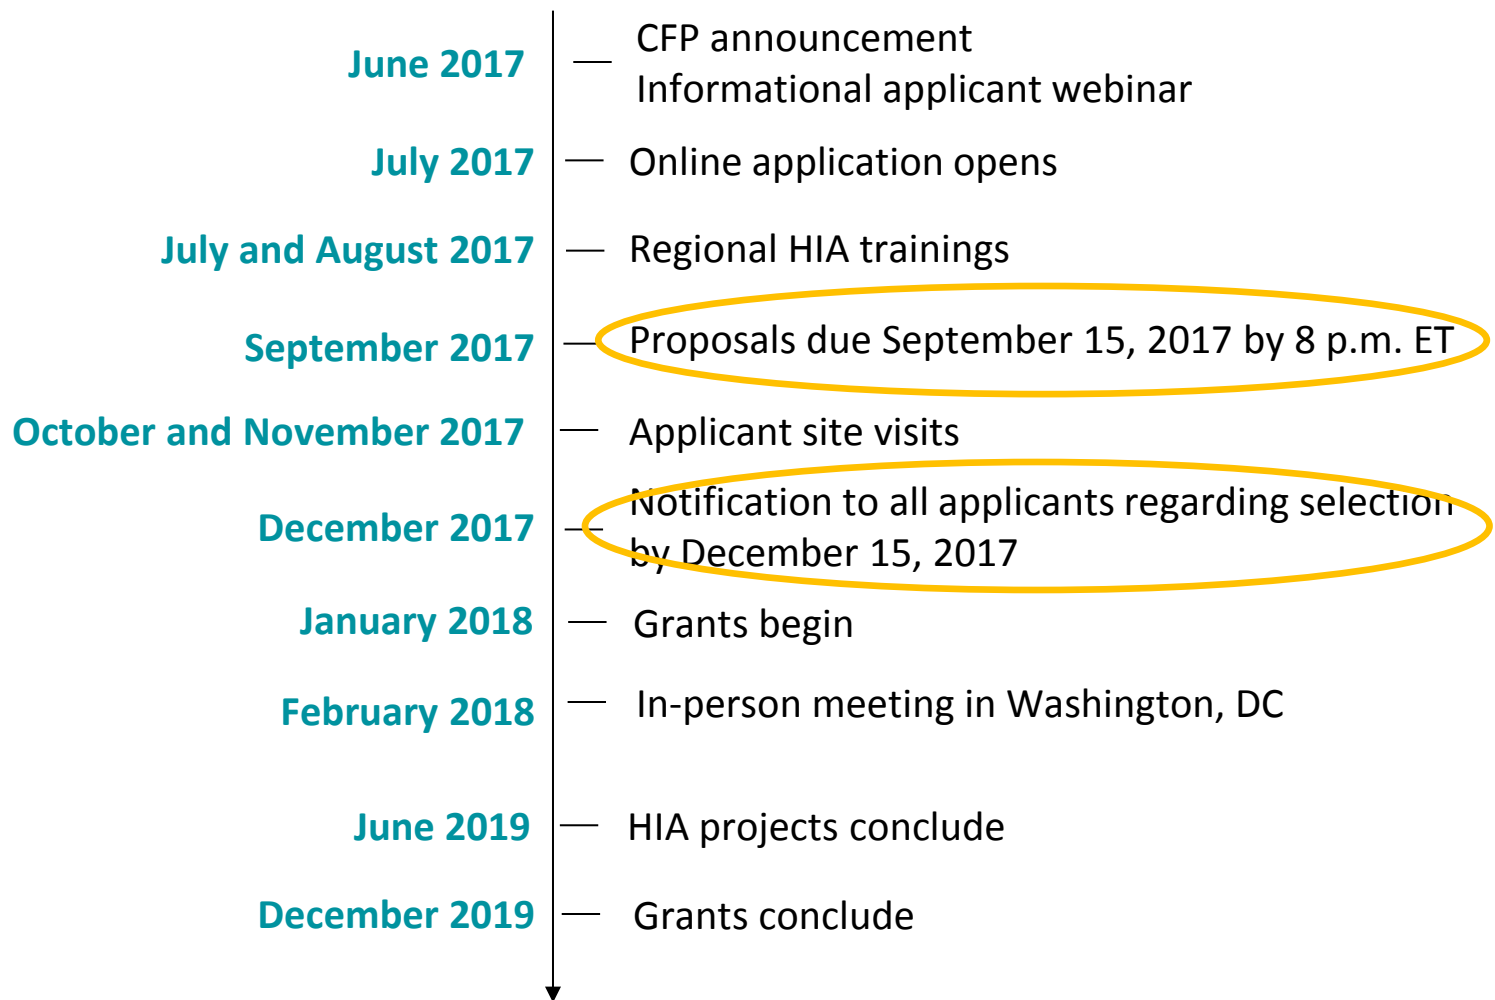 June 2017
CFP announcement
Informational applicant webinar
July 2017
Online application opens
July and August 2017
Regional HIA trainings
September 2017
Proposals due September 15, 2017 by 8 p.m. ET
October and November 2017
Applicant site visits
December 2017
Notification to all applicants regarding selection
by December 15, 2017
January 2018
Grants begin
February 2018
In-person meeting in Washington, DC
June 2019
HIA projects conclude
December 2019
Grants conclude